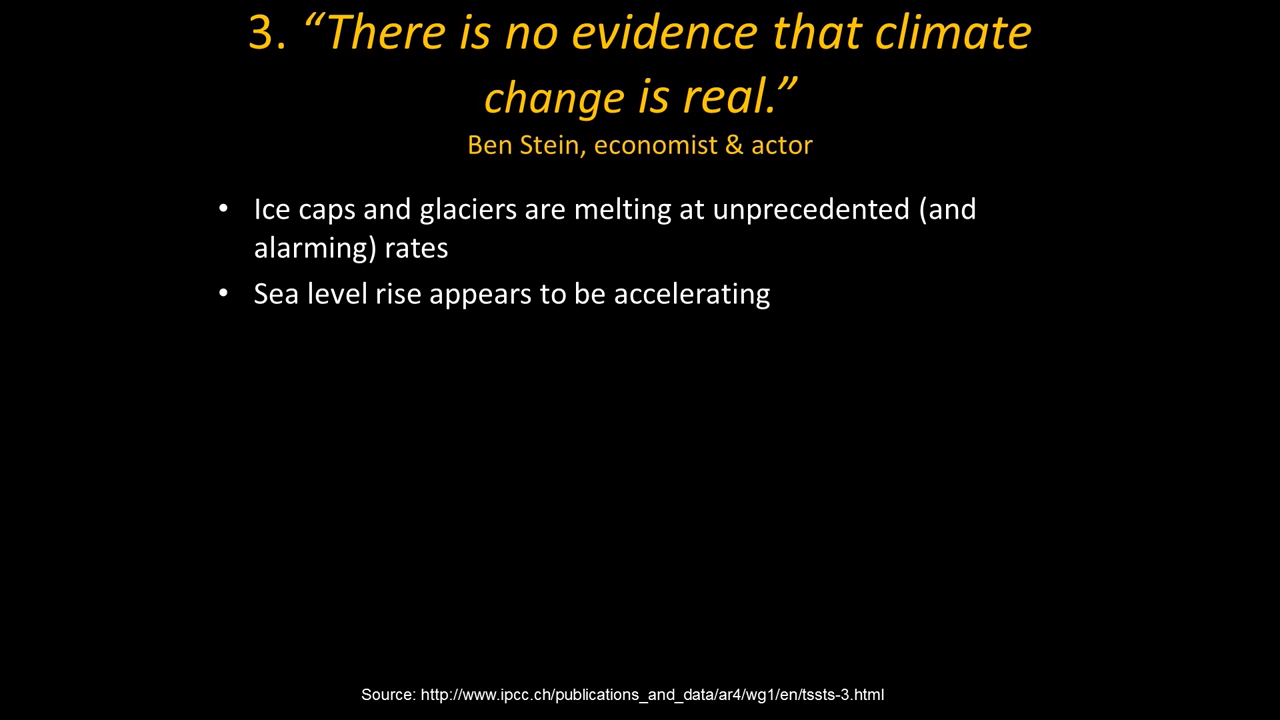 3. “There is no evidence that climate
change is real.”
Ben Stein, economist & actor
• Ice caps and glaciers are melting at unprecedented (and
alarming) rates
• Sea level rise appears to be accelerating
Source: http://www.ipcc.ch/publications_and_data/ar4/wg1/en/tssts-3.html